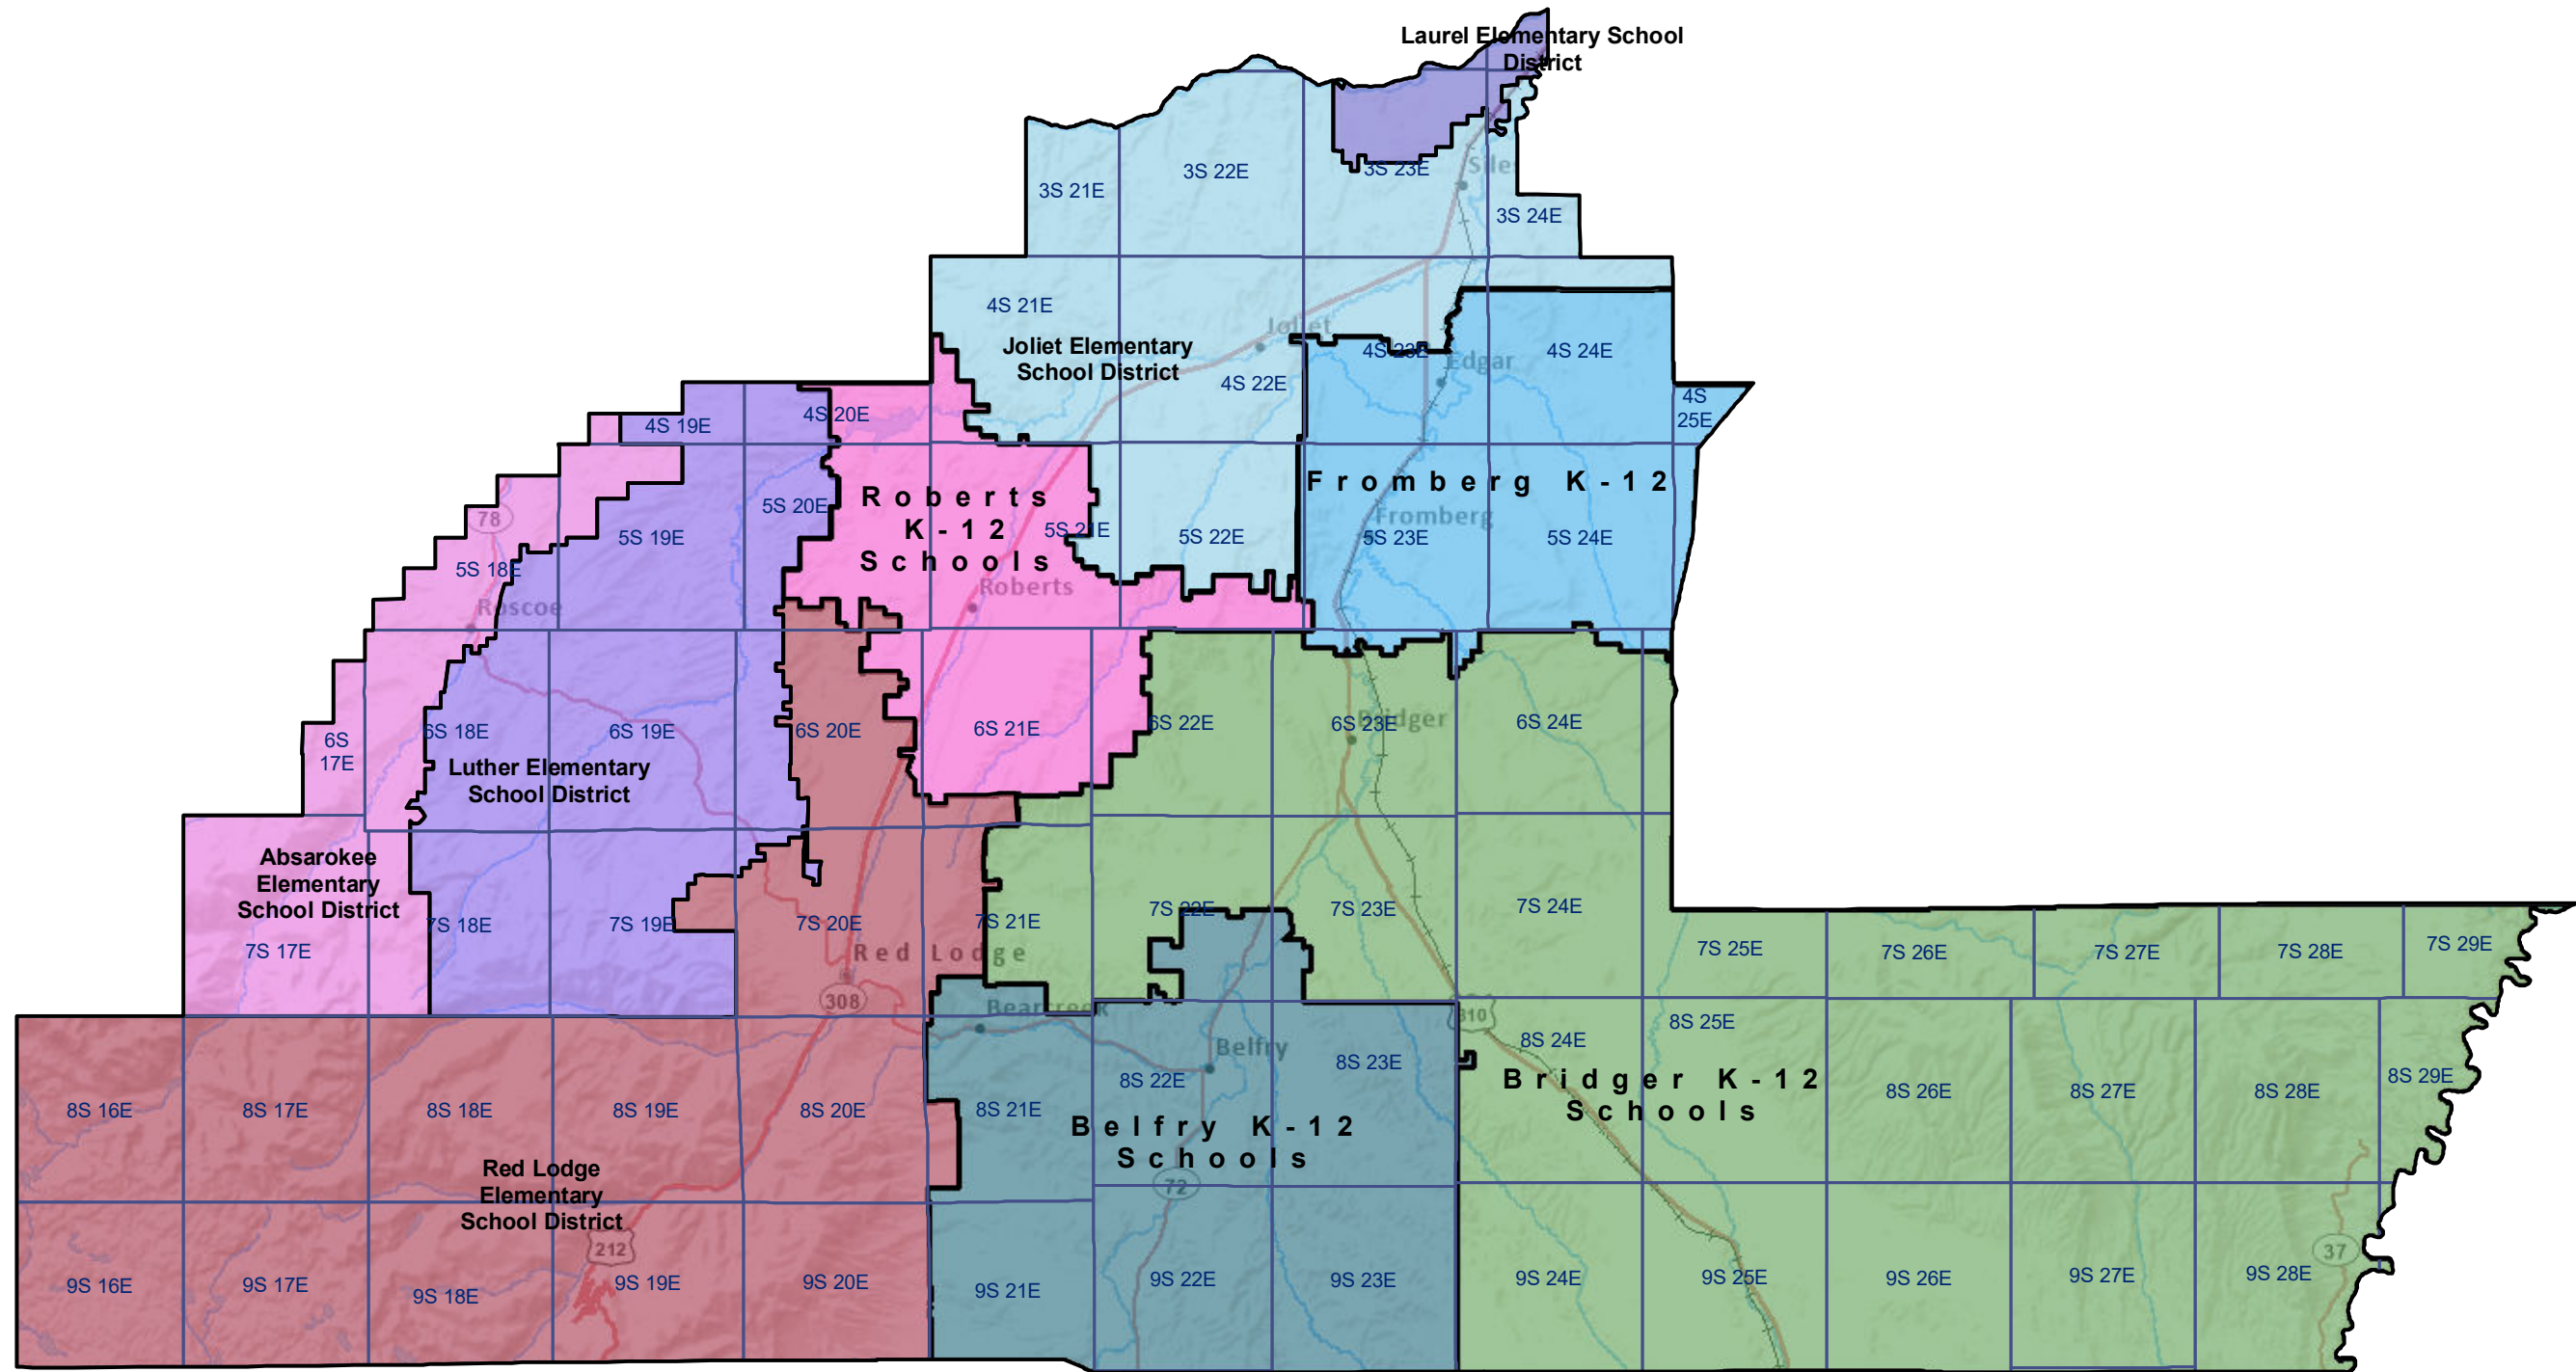 Laurel Elementary School
District
3S 21E
3S 22E
3S 23E
3S 24E
4S 21E
Joliet
Joliet Elementary
School District
4S 22E
4S 23E
Edgar
4S 24E
4S
25E
4S 19E
4S 20E
78
5S 18E
Roscoe
5S 19E
5S 20E
Roberts
K-12
Schools
5S 21E
Roberts
5S 22E
Fromberg K-12
Fromberg
5S 23E
5S 24E
6S
17E
6S 18E
6S 19E
Luther Elementary
School District
6S 20E
6S 21E
6S 22E
6S 23E
Bridger
6S 24E
Absarokee
Elementary
School District
7S 17E
7S 18E
7S 19E
7S 20E
Red Lodge
308
7S 21E
7S 22E
7S 23E
7S 24E
7S 25E
7S 26E
7S 27E
7S 28E
7S 29E
Bearcreek
Belfry
310
8S 16E
8S 17E
8S 18E
8S 19E
8S 20E
8S 21E
8S 22E
8S 23E
8S 24E
8S 25E
Bridger K-12
Schools
8S 26E
8S 27E
8S 28E
8S 29E
Belfry K-12
Schools
72
Red Lodge
Elementary
School District
212
37
9S 16E
9S 17E
9S 18E
9S 19E
9S 20E
9S 21E
9S 22E
9S 23E
9S 24E
9S 25E
9S 26E
9S 27E
9S 28E